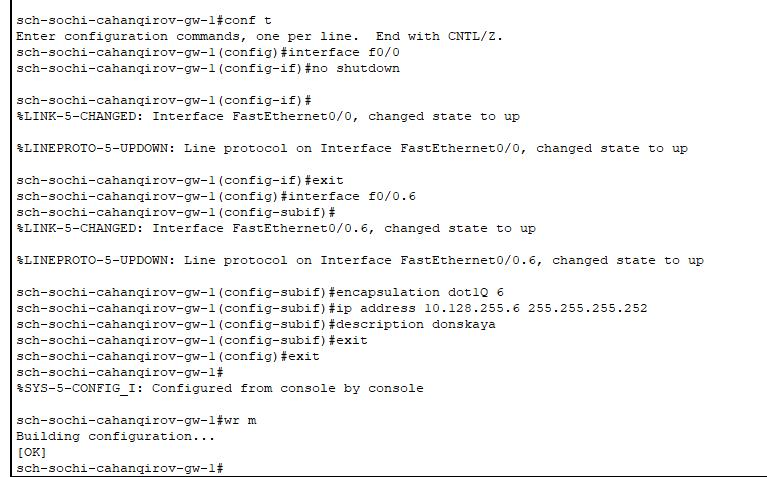 sch-sochi-cahanqirov-gw-1#conf t
Enter configuration commands, one per line.  End with CNTL/Z.
sch-sochi-cahanqirov-gw-1(config)#interface f0/0
sch-sochi-cahanqirov-gw-1(config-if)#no shutdown
sch-sochi-cahanqirov-gw-1(config-if)#
%LINK-5-CHANGED: Interface FastEthernet0/0, changed state to up
%LINEPROTO-5-UPDOWN: Line protocol on Interface FastEthernet0/0, changed state to up
sch-sochi-cahanqirov-gw-1(config-if)#exit
sch-sochi-cahanqirov-gw-1(config)#interface f0/0.6
sch-sochi-cahanqirov-gw-1(config-subif)#
%LINK-5-CHANGED: Interface FastEthernet0/0.6, changed state to up
%LINEPROTO-5-UPDOWN: Line protocol on Interface FastEthernet0/0.6, changed state to up
sch-sochi-cahanqirov-gw-1(config-subif)#encapsulation dot1Q 6
sch-sochi-cahanqirov-gw-1(config-subif)#ip address 10.128.255.6 255.255.255.252
sch-sochi-cahanqirov-gw-1(config-subif)#description donskaya
sch-sochi-cahanqirov-gw-1(config-subif)#exit
sch-sochi-cahanqirov-gw-1(config)#exit
sch-sochi-cahanqirov-gw-1#
%SYS-5-CONFIG_I: Configured from console by console
sch-sochi-cahanqirov-gw-1#wr m
Building configuration...
[OK]
sch-sochi-cahanqirov-gw-1#